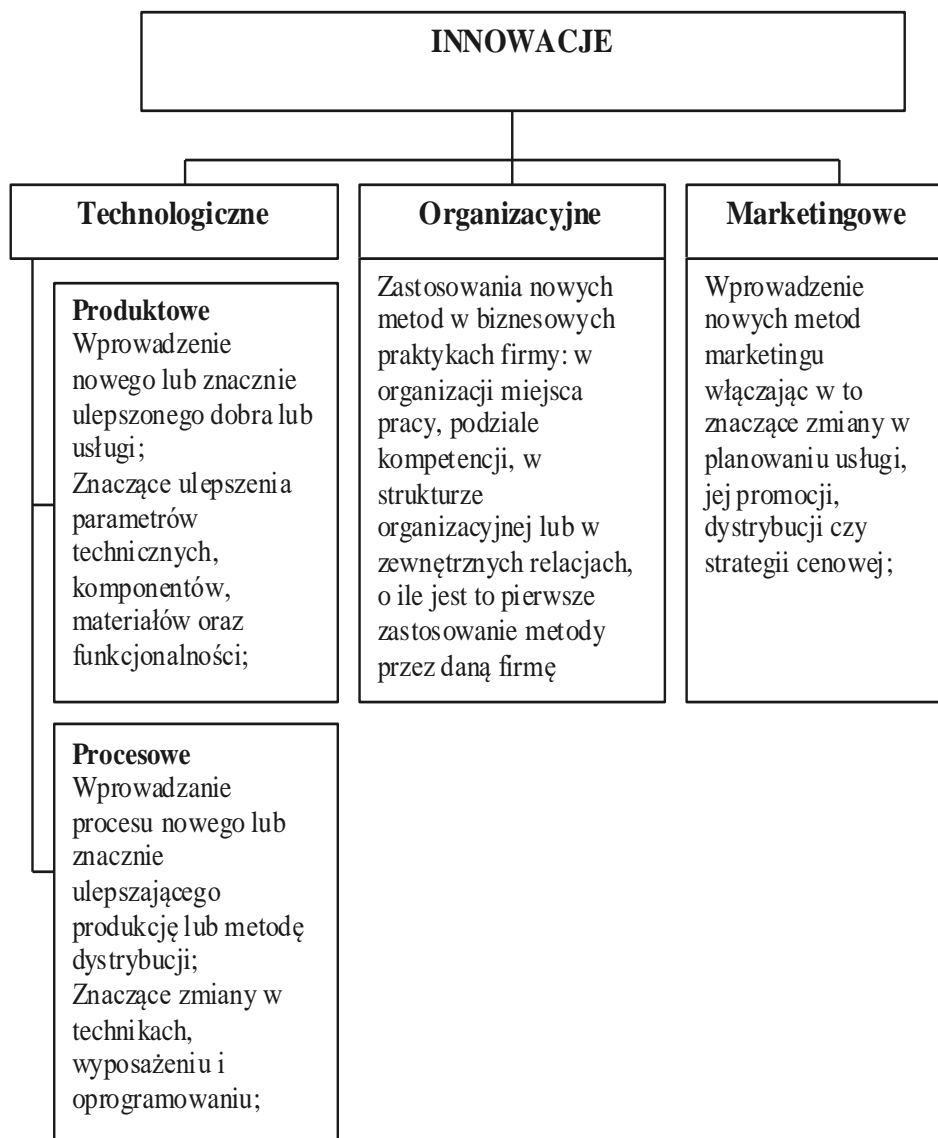 INNOWACJE
Technologiczne
Produktowe
Wprowadzenie
nowego lub znacznie
ulepszonego dobra lub
usługi;
Znaczące ulepszenia
parametrów
technicznych,
komponentów,
materiałów oraz
funkcjonalności;
Procesowe
Wprowadzanie
procesu nowego lub
znacznie
ulepszającego
produkcję lub metodę
dystrybucji;
Znaczące zmiany w
technikach,
wyposażeniu i
oprogramowaniu;
Organizacyjne
Zastosowania nowych
metod w biznesowych
praktykach firmy: w
organizacji miejsca
pracy, podziale
kompetencji, w
strukturze
organizacyjnej lub w
zewnętrznych relacjach,
o ile jest to pierwsze
zastosowanie metody
przez daną firmę
Marketingowe
Wprowadzenie
nowych metod
marketingu
włączając w to
znaczące zmiany w
planowaniu usługi,
jej promocji,
dystrybucji czy
strategii cenowej;